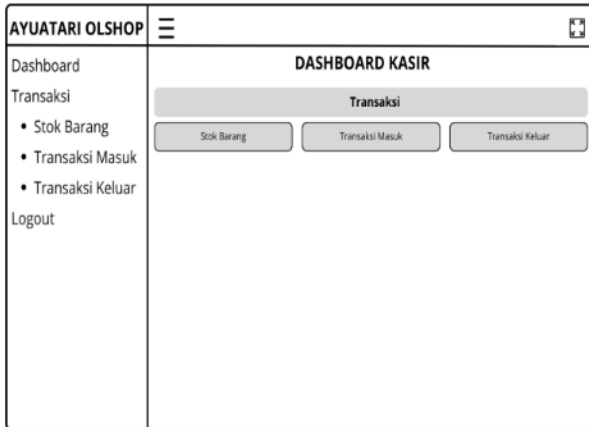 AYUATARI OLSHOP
Dashboard
Transaksi
• Stok Barang
• Transaksi Masuk
• Transaksi Keluar
Logout
DASHBOARD KASIR
Transaksi
Stok Barang Transaksi Masuk Transaksi Keluar